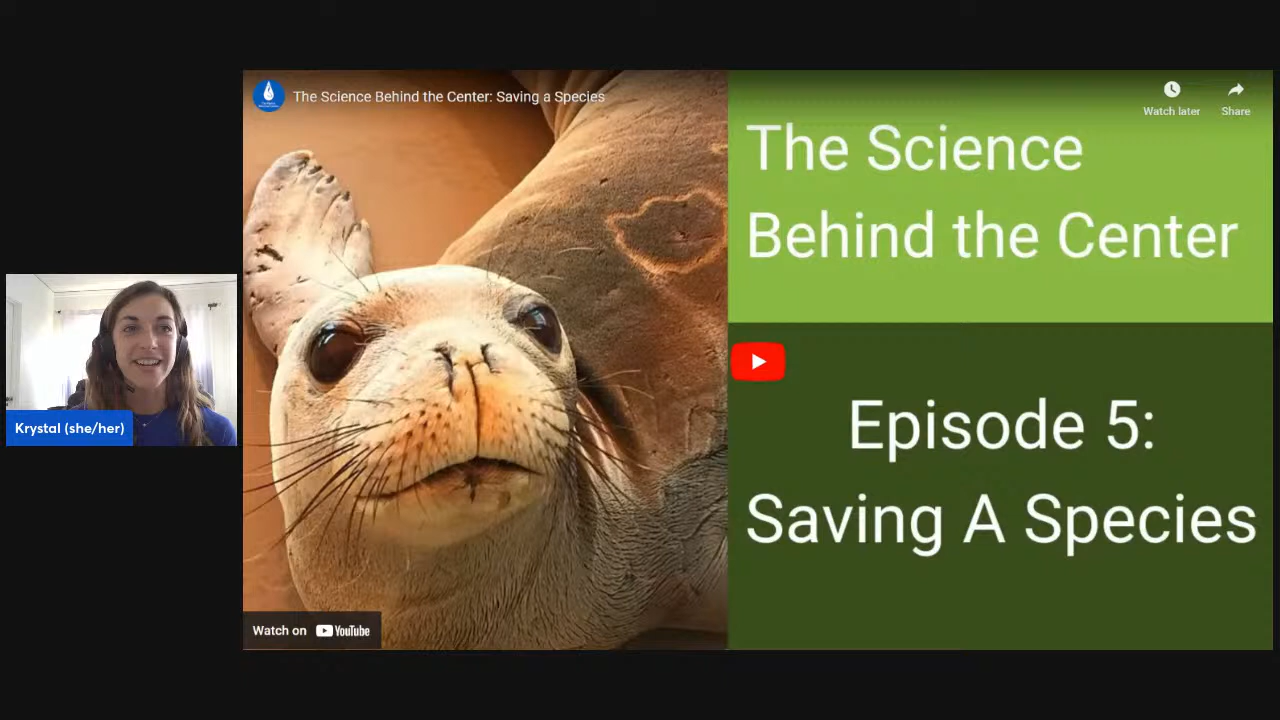 The Science Behind the Center: Saving a Species
Watch later
Share
The Science
Behind the Center
Krystal (she/her)
Episode 5:
Saving A Species
Watch on YouTube